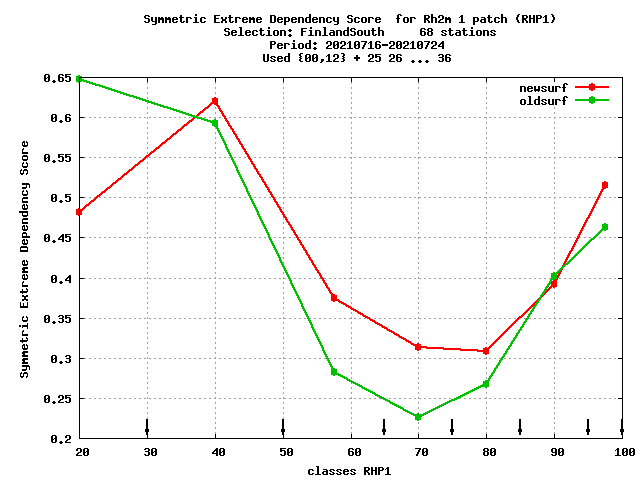 Symmetric Extreme Dependency Score  for Rh2m 1 patch (RHP1)
Selection: FinlandSouth     68 stations
Period: 20210716-20210724
Used {00,12} + 25 26 ... 36
newsurf
oldsurf
0.65
0.6
0.55
0.5
0.45
0.4
0.35
0.3
0.25
0.2
Symmetric Extreme Dependency Score
20 30 40 50 60 70 80 90 100
classes RHP1